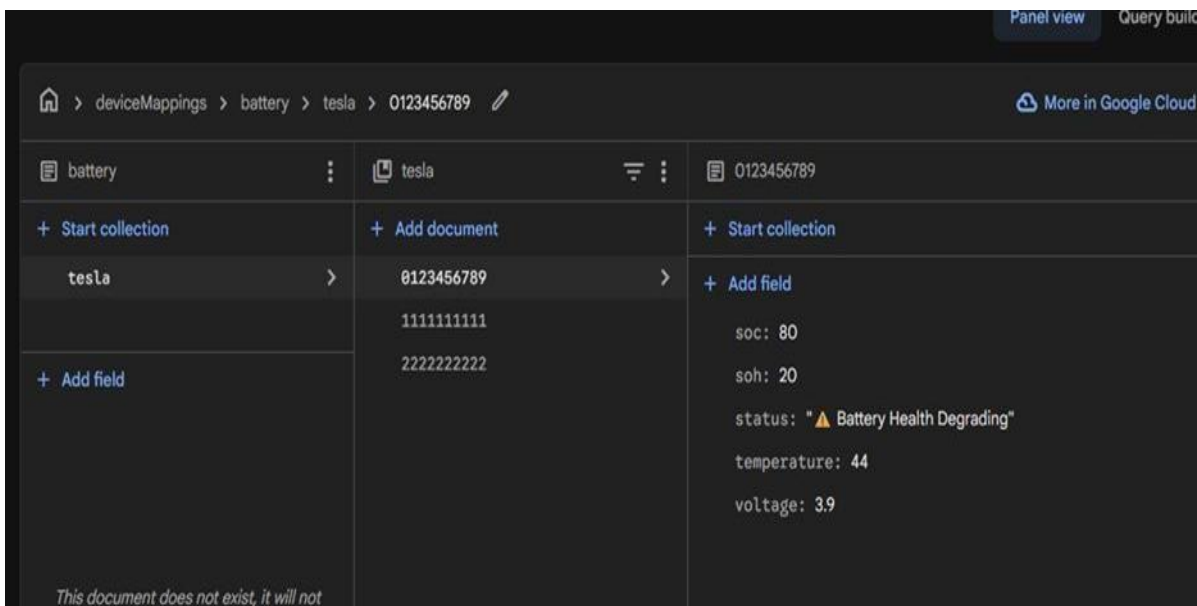 Panel view Query build
deviceMappings > battery > tesla > 0123456789
More in Google Cloud
battery
tesla
0123456789
+ Start collection
+ Add document
+ Start collection
tesla
0123456789
+ Add field
1111111111
soc: 80
2222222222
soh: 20
+ Add field
status: "⚠️ Battery Health Degrading"
temperature: 44
voltage: 3.9
This document does not exist, it will not